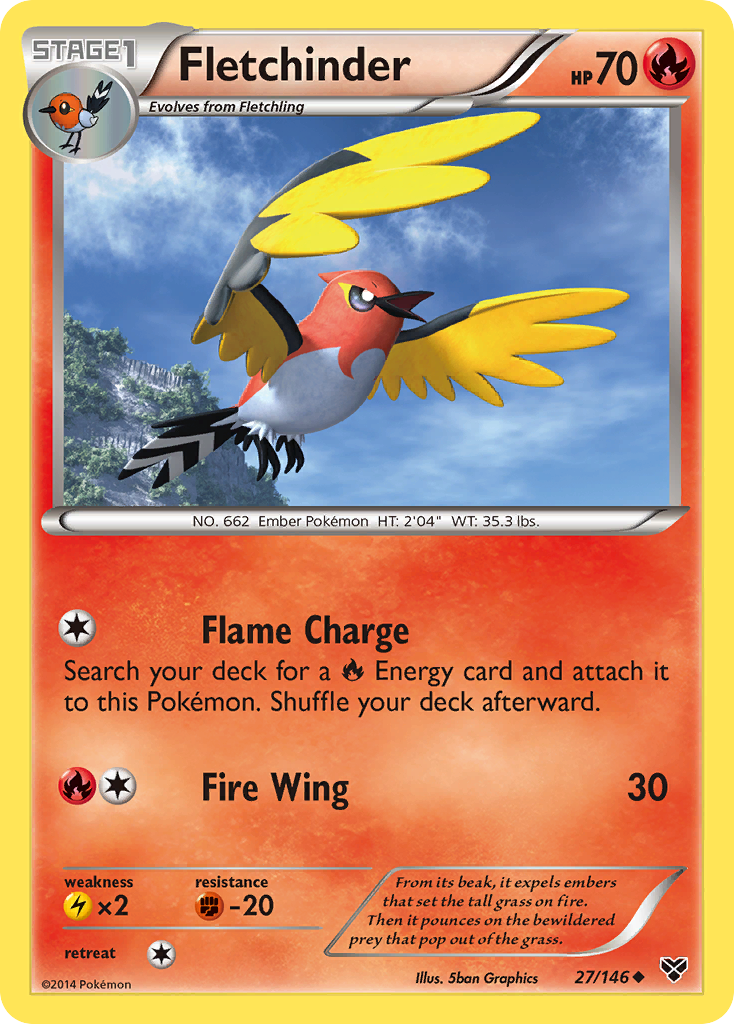 STAGE1
Fletchinder
HP 70
Evolves from Fletchling
NO. 662 Ember Pokémon HT: 2'04" WT: 35.3 lbs.
Flame Charge
Search your deck for a Energy card and attach it
to this Pokémon. Shuffle your deck afterward.
Fire Wing 30
weakness resistance
×2 -20
retreat
From its beak, it expels embers
that set the tall grass on fire.
Then it pounces on the bewildered
prey that pop out of the grass.
©2014 Pokémon
Illus. 5ban Graphics 27/146